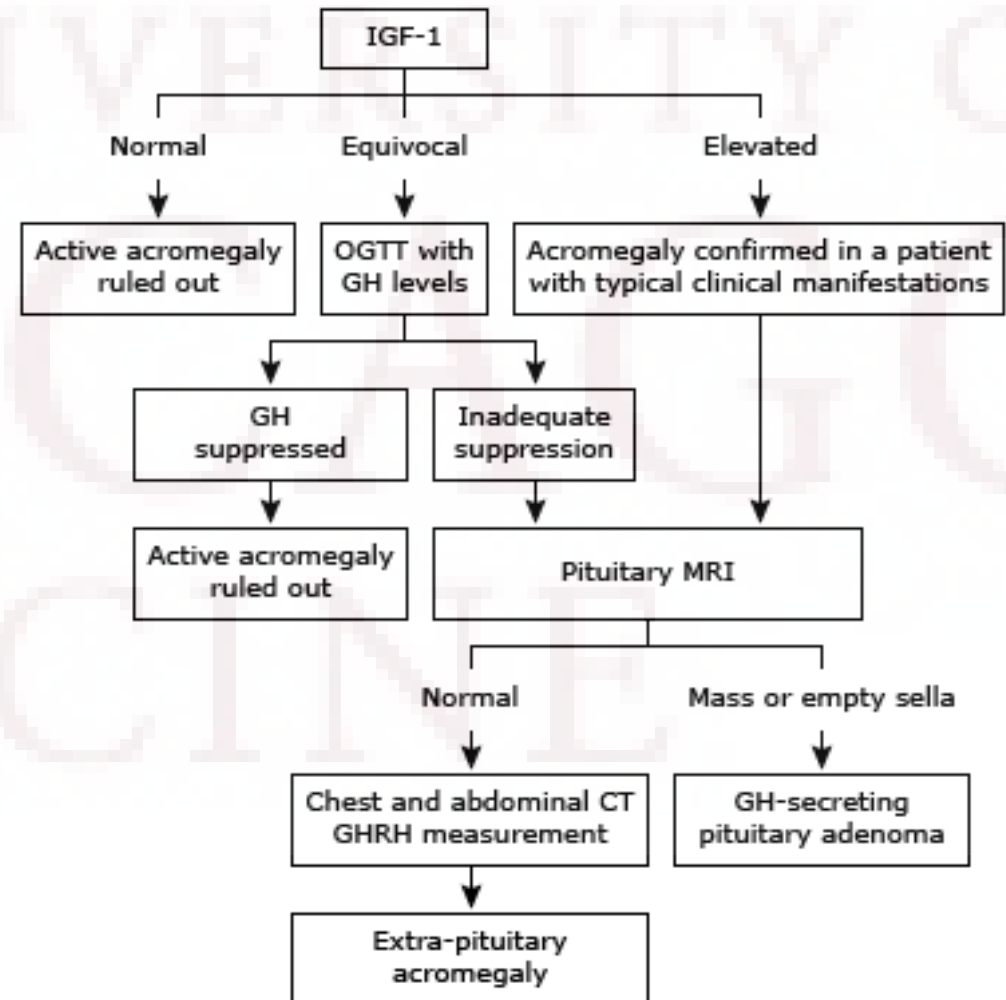 IGF-1
Normal
Equivocal
Elevated
Active acromegaly
ruled out
OGTT with
GH levels
Acromegaly confirmed in a patient
with typical clinical manifestations
GH
suppressed
Inadequate
suppression
Active acromegaly
ruled out
Pituitary MRI
Normal
Mass or empty sella
Chest and abdominal CT
GHRH measurement
GH-secreting
pituitary adenoma
Extra-pituitary
acromegaly